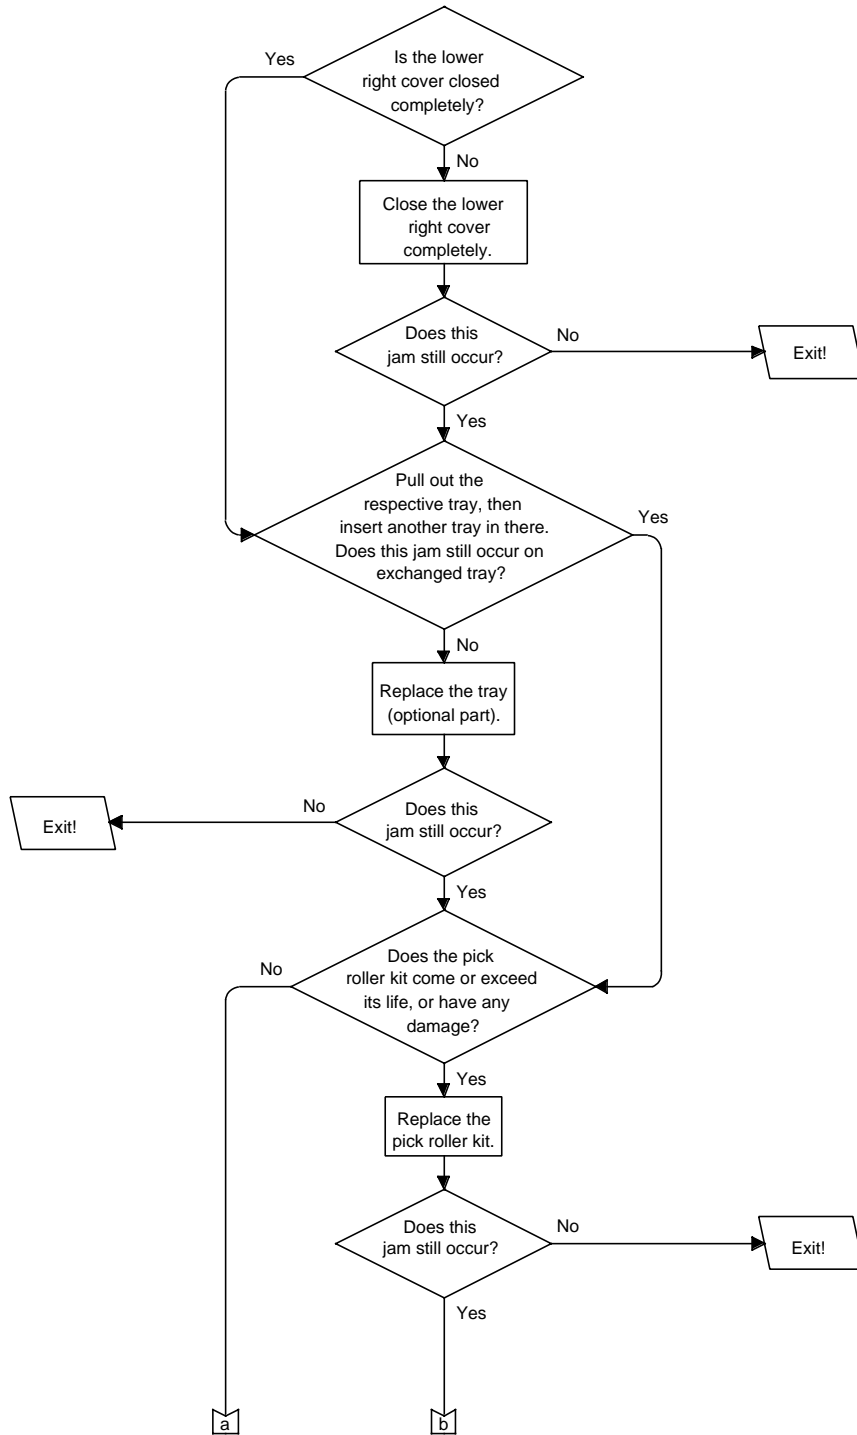 Yes
Is the lower
right cover closed
completely?
No
Close the lower
right cover
completely.
Does this
jam still occur?
No
Exit!
Yes
Pull out the
respective tray, then
insert another tray in there.
Does this jam still occur on
exchanged tray?
Yes
No
Replace the tray
(optional part).
Does this
jam still occur?
No
Exit!
Yes
Does the pick
roller kit come or exceed
its life, or have any
damage?
No
Yes
Replace the
pick roller kit.
Does this
jam still occur?
No
Exit!
Yes
a
b